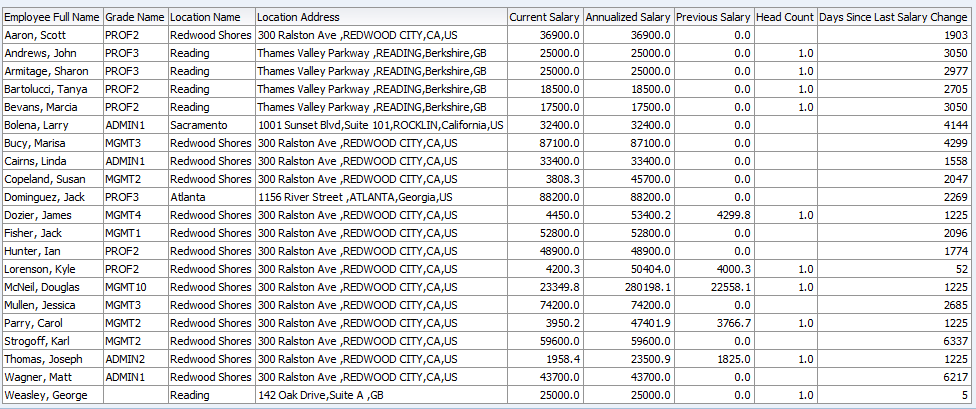 Employee Full Name Grade Name Location Name Location Address Current Salary Annualized Salary Previous Salary Head Count Days Since Last Salary Change
Aaron, Scott PROF2 Redwood Shores 300 Ralston Ave ,REDWOOD CITY,CA,US 36900.0 36900.0 0.0 1903
Andrews, John PROF3 Reading Thames Valley Parkway ,READING,Berkshire,GB 25000.0 25000.0 0.0 1.0 3050
Armitage, Sharon PROF3 Reading Thames Valley Parkway ,READING,Berkshire,GB 25000.0 25000.0 0.0 1.0 2977
Bartolucci, Tanya PROF2 Reading Thames Valley Parkway ,READING,Berkshire,GB 18500.0 18500.0 0.0 1.0 2705
Bevans, Marcia PROF2 Reading Thames Valley Parkway ,READING,Berkshire,GB 17500.0 17500.0 0.0 1.0 3050
Bolena, Larry ADMIN1 Sacramento 1001 Sunset Blvd,Suite 101,ROCKLIN,California,US 32400.0 32400.0 0.0 4144
Bucy, Marisa MGMT3 Redwood Shores 300 Ralston Ave ,REDWOOD CITY,CA,US 87100.0 87100.0 0.0 4299
Cairns, Linda ADMIN1 Redwood Shores 300 Ralston Ave ,REDWOOD CITY,CA,US 33400.0 33400.0 0.0 1558
Copeland, Susan MGMT2 Redwood Shores 300 Ralston Ave ,REDWOOD CITY,CA,US 3808.3 45700.0 0.0 2047
Dominguez, Jack PROF3 Atlanta 1156 River Street ,ATLANTA,Georgia,US 88200.0 88200.0 0.0 2269
Dozier, James MGMT4 Redwood Shores 300 Ralston Ave ,REDWOOD CITY,CA,US 4450.0 53400.2 4299.8 1.0 1225
Fisher, Jack MGMT1 Redwood Shores 300 Ralston Ave ,REDWOOD CITY,CA,US 52800.0 52800.0 0.0 2096
Hunter, Ian PROF2 Redwood Shores 300 Ralston Ave ,REDWOOD CITY,CA,US 48900.0 48900.0 0.0 1774
Lorenson, Kyle PROF2 Redwood Shores 300 Ralston Ave ,REDWOOD CITY,CA,US 4200.3 50404.0 4000.3 1.0 52
McNeil, Douglas MGMT10 Redwood Shores 300 Ralston Ave ,REDWOOD CITY,CA,US 23349.8 280198.1 22558.1 1.0 1225
Mullen, Jessica MGMT3 Redwood Shores 300 Ralston Ave ,REDWOOD CITY,CA,US 74200.0 74200.0 0.0 2685
Parry, Carol MGMT2 Redwood Shores 300 Ralston Ave ,REDWOOD CITY,CA,US 3950.2 47401.9 3766.7 1.0 1225
Strogoff, Karl MGMT2 Redwood Shores 300 Ralston Ave ,REDWOOD CITY,CA,US 59600.0 59600.0 0.0 6337
Thomas, Joseph ADMIN2 Redwood Shores 300 Ralston Ave ,REDWOOD CITY,CA,US 1958.4 23500.9 1825.0 1.0 1225
Wagner, Matt ADMIN1 Redwood Shores 300 Ralston Ave ,REDWOOD CITY,CA,US 43700.0 43700.0 0.0 6217
Weasley, George Reading 142 Oak Drive,Suite A ,GB 25000.0 25000.0 0.0 1.0 5